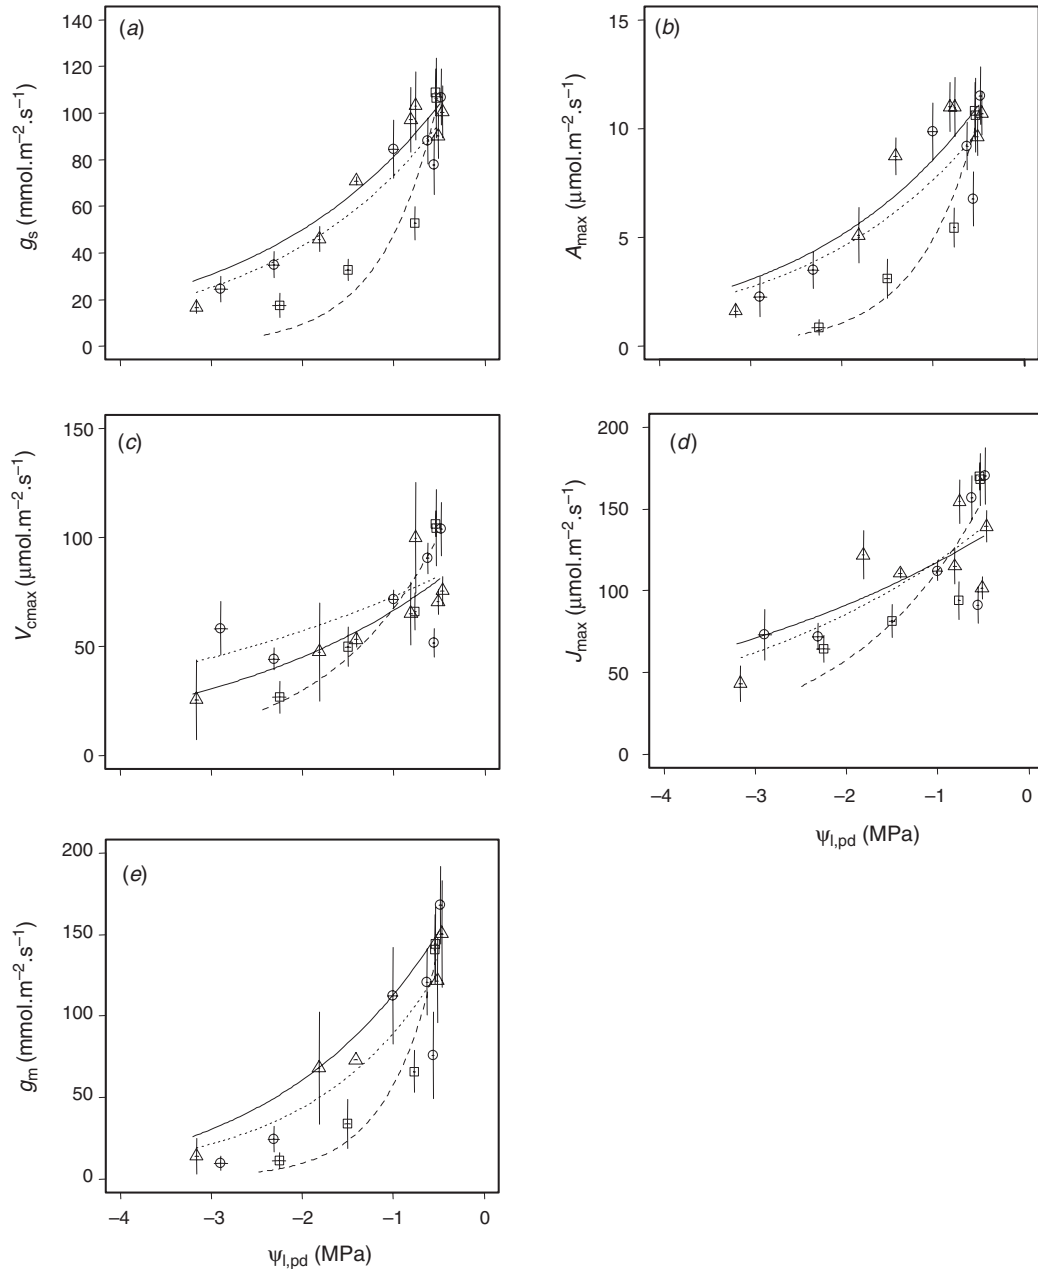 (a)
140
120
100
80
60
40
20
0
gs (mmol.m−2.s−1)
(b)
15
10
5
0
Amax (μmol.m−2.s−1)
(c)
150
100
50
0
Vcmax (μmol.m−2.s−1)
(d)
200
150
100
50
0
Jmax (μmol.m−2.s−1)
−4 −3 −2 −1 0
ψl,pd (MPa)
(e)
200
150
100
50
0
gm (mmol.m−2.s−1)
−4 −3 −2 −1 0
ψl,pd (MPa)